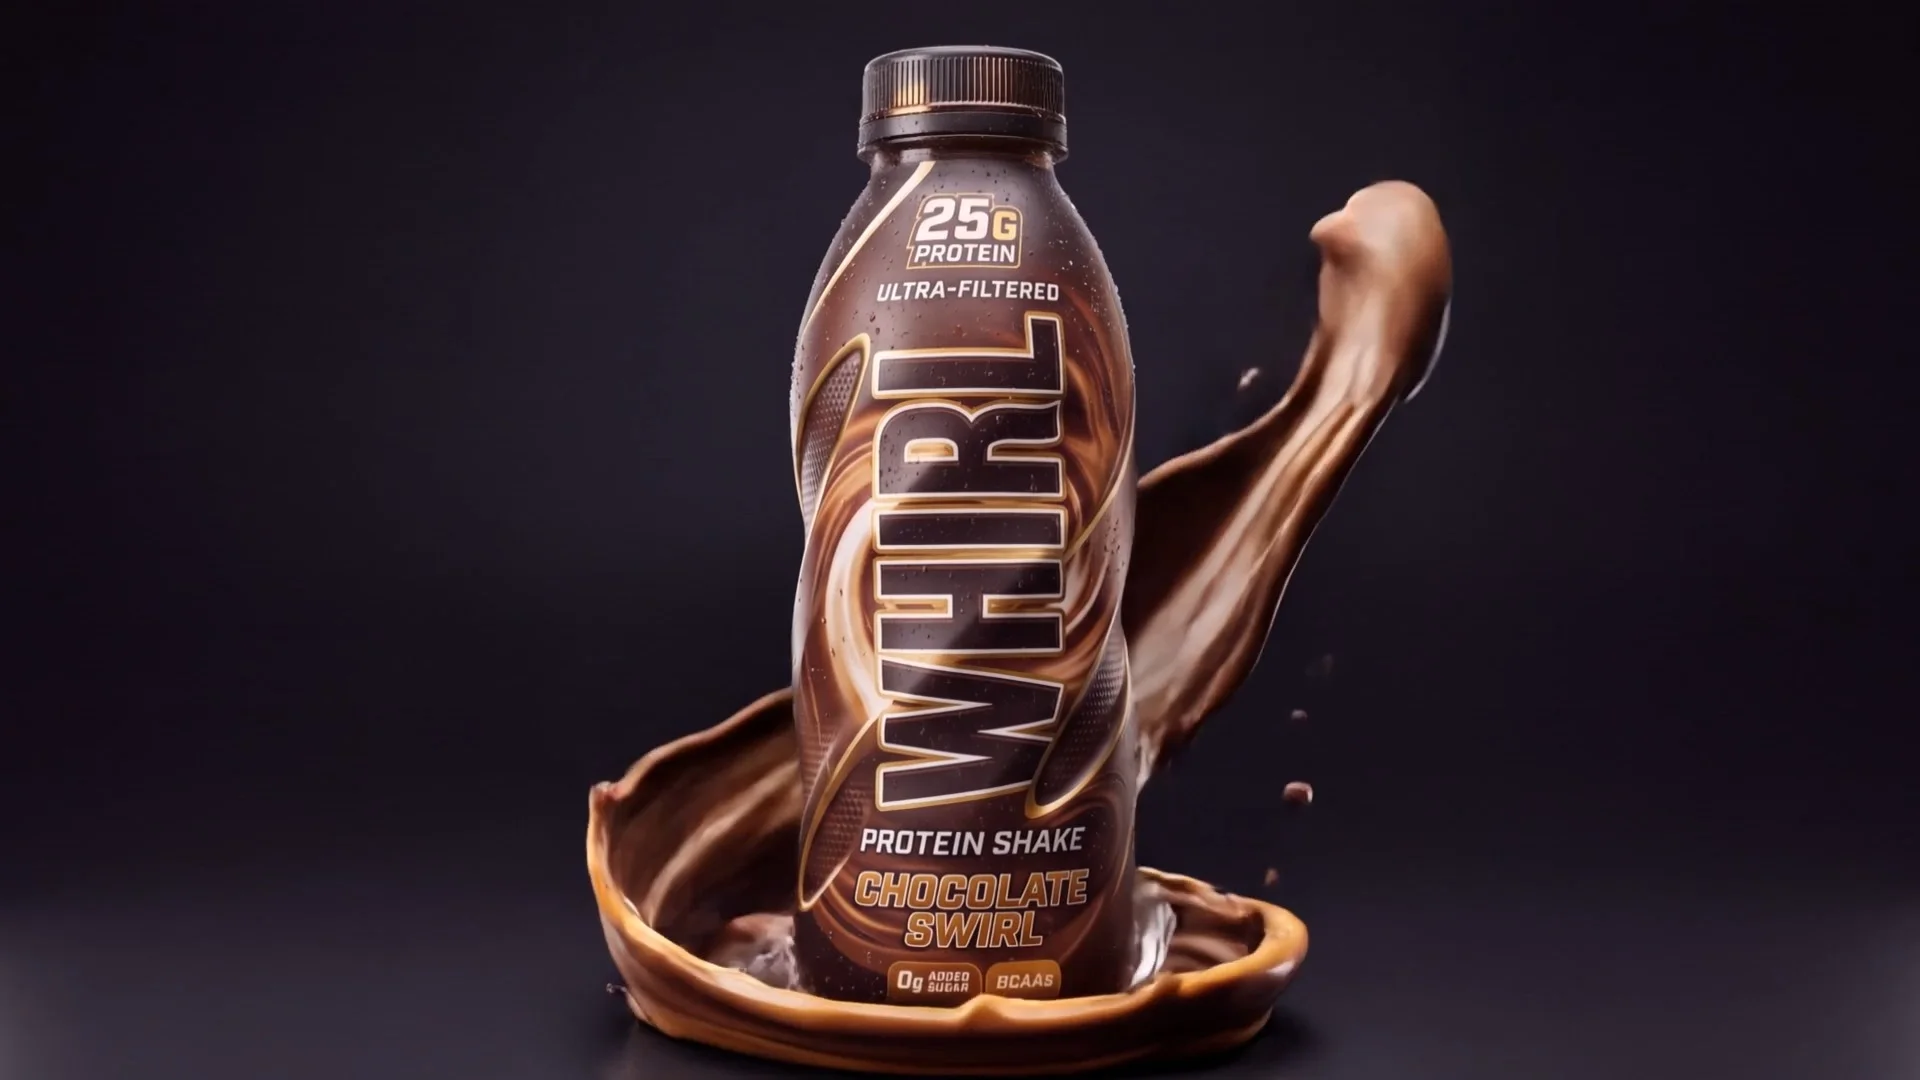 25G
PROTEIN
ULTRA-FILTERED
WHIRL
PROTEIN SHAKE
CHOCOLATE
SWIRL
0g ADDED
SUGAR
BCAAs